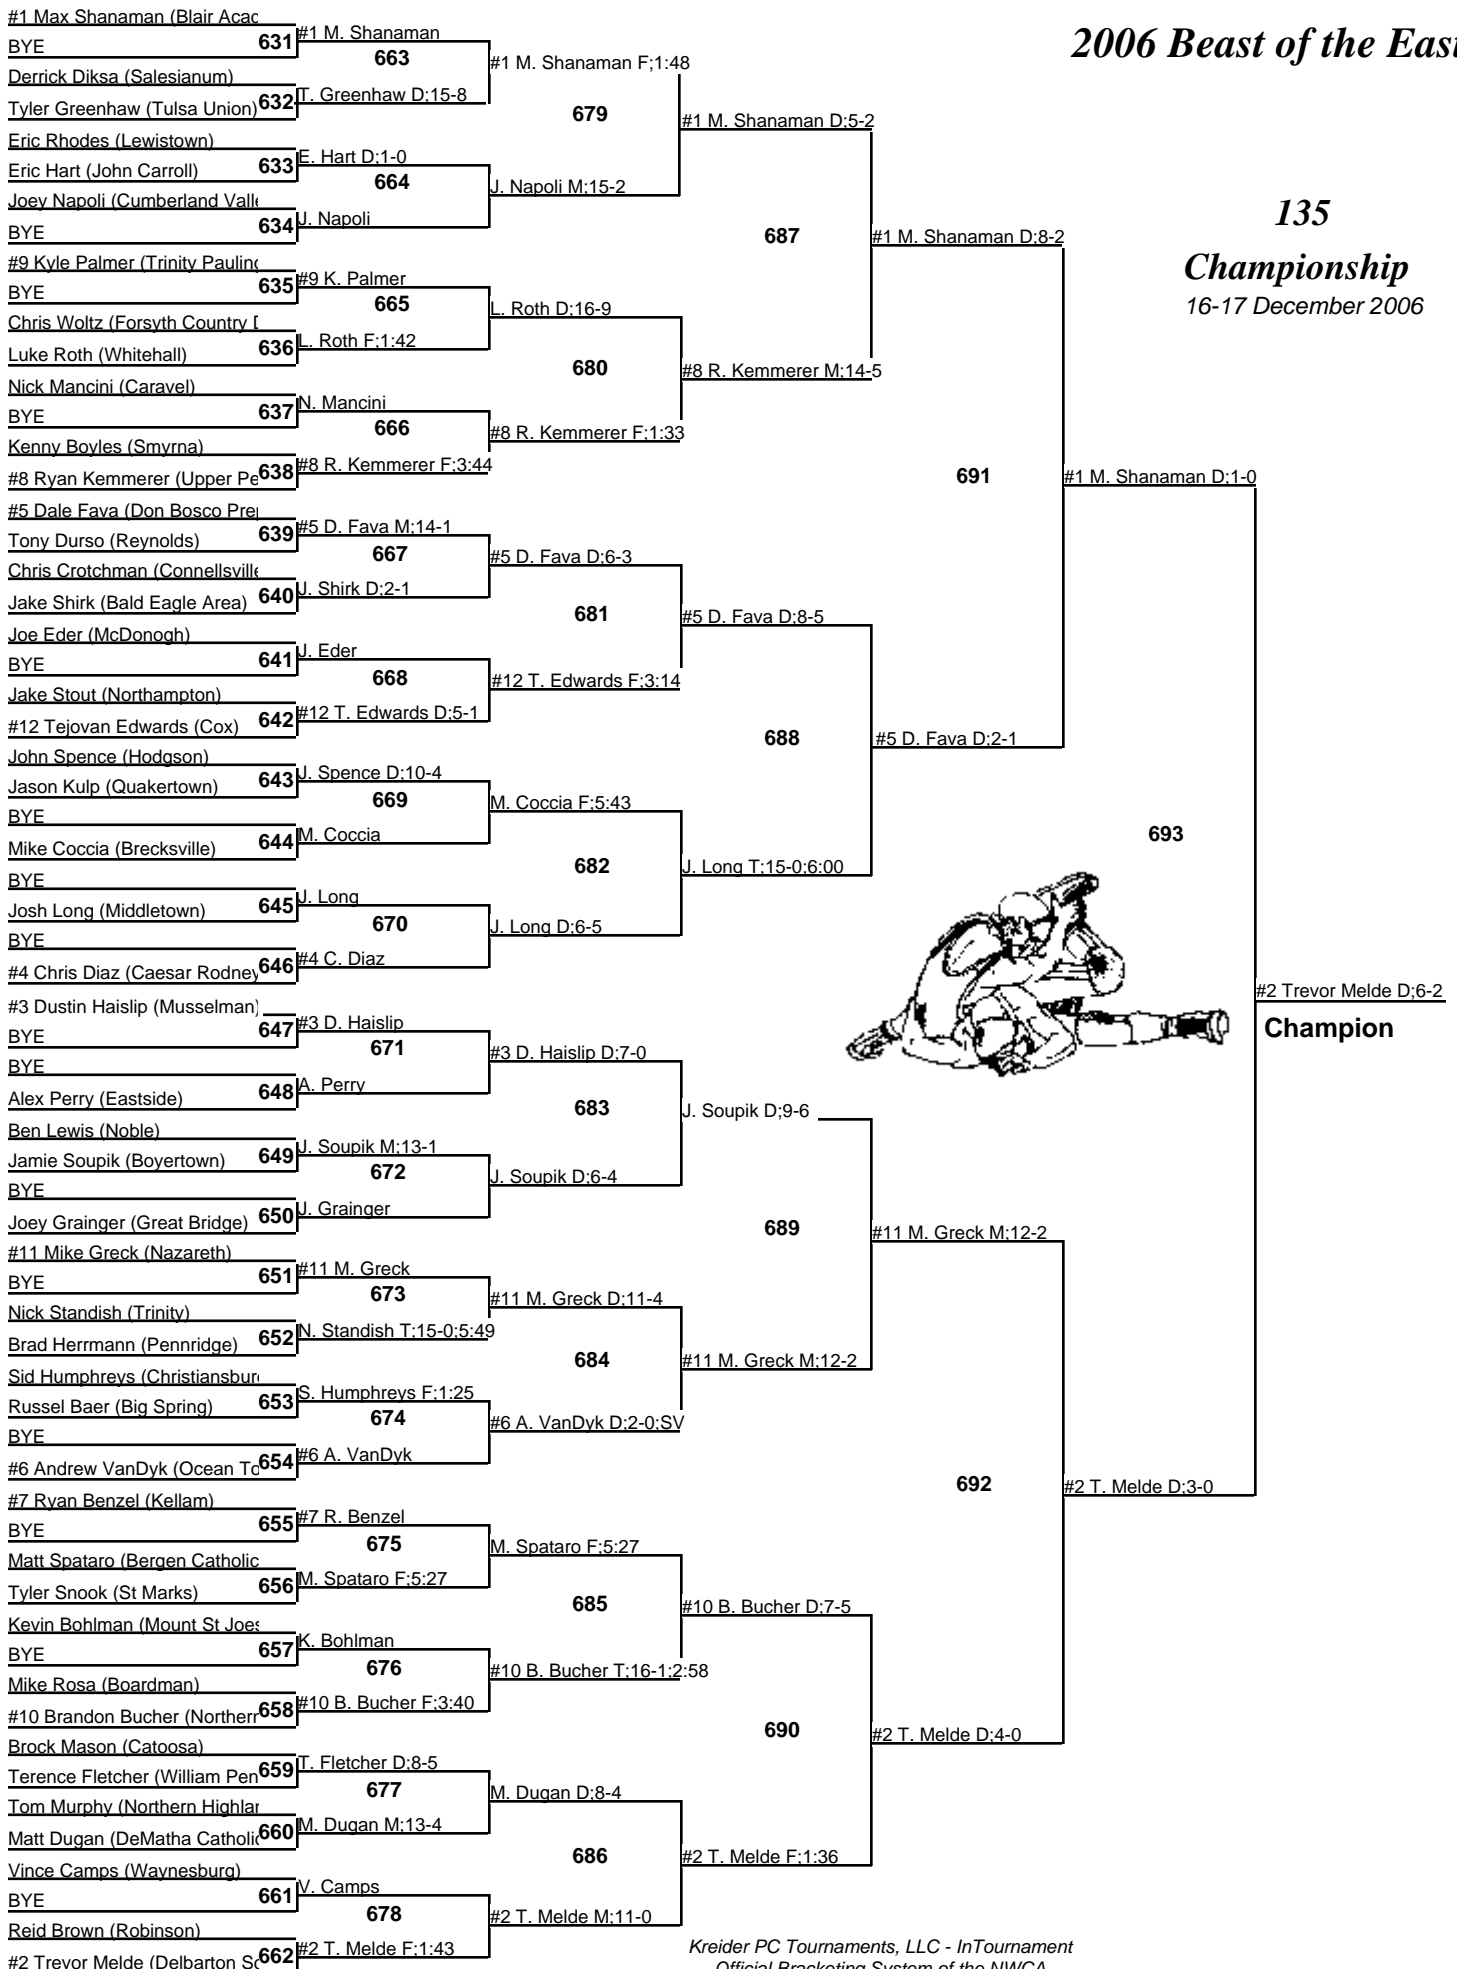 2006 Beast of the East
135
Championship
16-17 December 2006
#1 Max Shanaman (Blair Acad
BYE
631
Derrick Diksa (Salesianum)
Tyler Greenhaw (Tulsa Union)
632
Eric Rhodes (Lewistown)
Eric Hart (John Carroll)
633
Joey Napoli (Cumberland Valle
BYE
634
#9 Kyle Palmer (Trinity Pauling
BYE
635
Chris Woltz (Forsyth Country D
Luke Roth (Whitehall)
636
Nick Mancini (Caravel)
BYE
637
Kenny Boyles (Smyrna)
#8 Ryan Kemmerer (Upper Pe
638
#5 Dale Fava (Don Bosco Prep
Tony Durso (Reynolds)
639
Chris Crotchman (Connellsville
Jake Shirk (Bald Eagle Area)
640
Joe Eder (McDonogh)
BYE
641
Jake Stout (Northampton)
#12 Tejovan Edwards (Cox)
642
John Spence (Hodgson)
Jason Kulp (Quakertown)
643
BYE
Mike Coccia (Brecksville)
644
BYE
Josh Long (Middletown)
645
BYE
#4 Chris Diaz (Caesar Rodney
646
#3 Dustin Haislip (Musselman)
BYE
647
BYE
Alex Perry (Eastside)
648
Ben Lewis (Noble)
Jamie Soupik (Boyertown)
649
BYE
Joey Grainger (Great Bridge)
650
#11 Mike Greck (Nazareth)
BYE
651
Nick Standish (Trinity)
Brad Herrmann (Pennridge)
652
Sid Humphreys (Christiansburg
Russel Baer (Big Spring)
653
BYE
#6 Andrew VanDyk (Ocean To
654
#7 Ryan Benzel (Kellam)
BYE
655
Matt Spataro (Bergen Catholic
Tyler Snook (St Marks)
656
Kevin Bohlman (Mount St Joes
BYE
657
Mike Rosa (Boardman)
#10 Brandon Bucher (Northern
658
Brock Mason (Catoosa)
Terence Fletcher (William Pen
659
Tom Murphy (Northern Highlan
Matt Dugan (DeMatha Catholic
660
Vince Camps (Waynesburg)
BYE
661
Reid Brown (Robinson)
#2 Trevor Melde (Delbarton Sc
662
#1 M. Shanaman
663
T. Greenhaw D;15-8
E. Hart D;1-0
664
J. Napoli
#9 K. Palmer
665
L. Roth F;1:42
N. Mancini
666
#8 R. Kemmerer F;3:44
#5 D. Fava M;14-1
667
J. Shirk D;2-1
J. Eder
668
#12 T. Edwards D;5-1
J. Spence D;10-4
669
M. Coccia
J. Long
670
#4 C. Diaz
#3 D. Haislip
671
A. Perry
J. Soupik M;13-1
672
J. Grainger
#11 M. Greck
673
N. Standish T;15-0;5:49
S. Humphreys F;1:25
674
#6 A. VanDyk
#7 R. Benzel
675
M. Spataro F;5:27
K. Bohlman
676
#10 B. Bucher F;3:40
T. Fletcher D;8-5
677
M. Dugan M;13-4
V. Camps
678
#2 T. Melde F;1:43
#1 M. Shanaman F;1:48
679
J. Napoli M;15-2
L. Roth D;16-9
680
#8 R. Kemmerer F;1:33
#5 D. Fava D;6-3
681
#12 T. Edwards F;3:14
M. Coccia F;5:43
682
J. Long D;6-5
#3 D. Haislip D;7-0
683
J. Soupik D;6-4
#11 M. Greck D;11-4
684
#6 A. VanDyk D;2-0;SV
M. Spataro F;5:27
685
#10 B. Bucher T;16-1;2:58
M. Dugan D;8-4
686
#2 T. Melde M;11-0
#1 M. Shanaman D;5-2
687
#8 R. Kemmerer M;14-5
#5 D. Fava D;8-5
688
J. Long T;15-0;6:00
J. Soupik D;9-6
689
#11 M. Greck M;12-2
#10 B. Bucher D;7-5
690
#2 T. Melde F;1:36
#1 M. Shanaman D;8-2
691
#5 D. Fava D;2-1
#11 M. Greck M;12-2
692
#2 T. Melde D;4-0
#1 M. Shanaman D;1-0
693
#2 T. Melde D;3-0
#2 Trevor Melde D;6-2
Champion
Kreider PC Tournaments, LLC - InTournament
Official Bracketing System of the NWCA